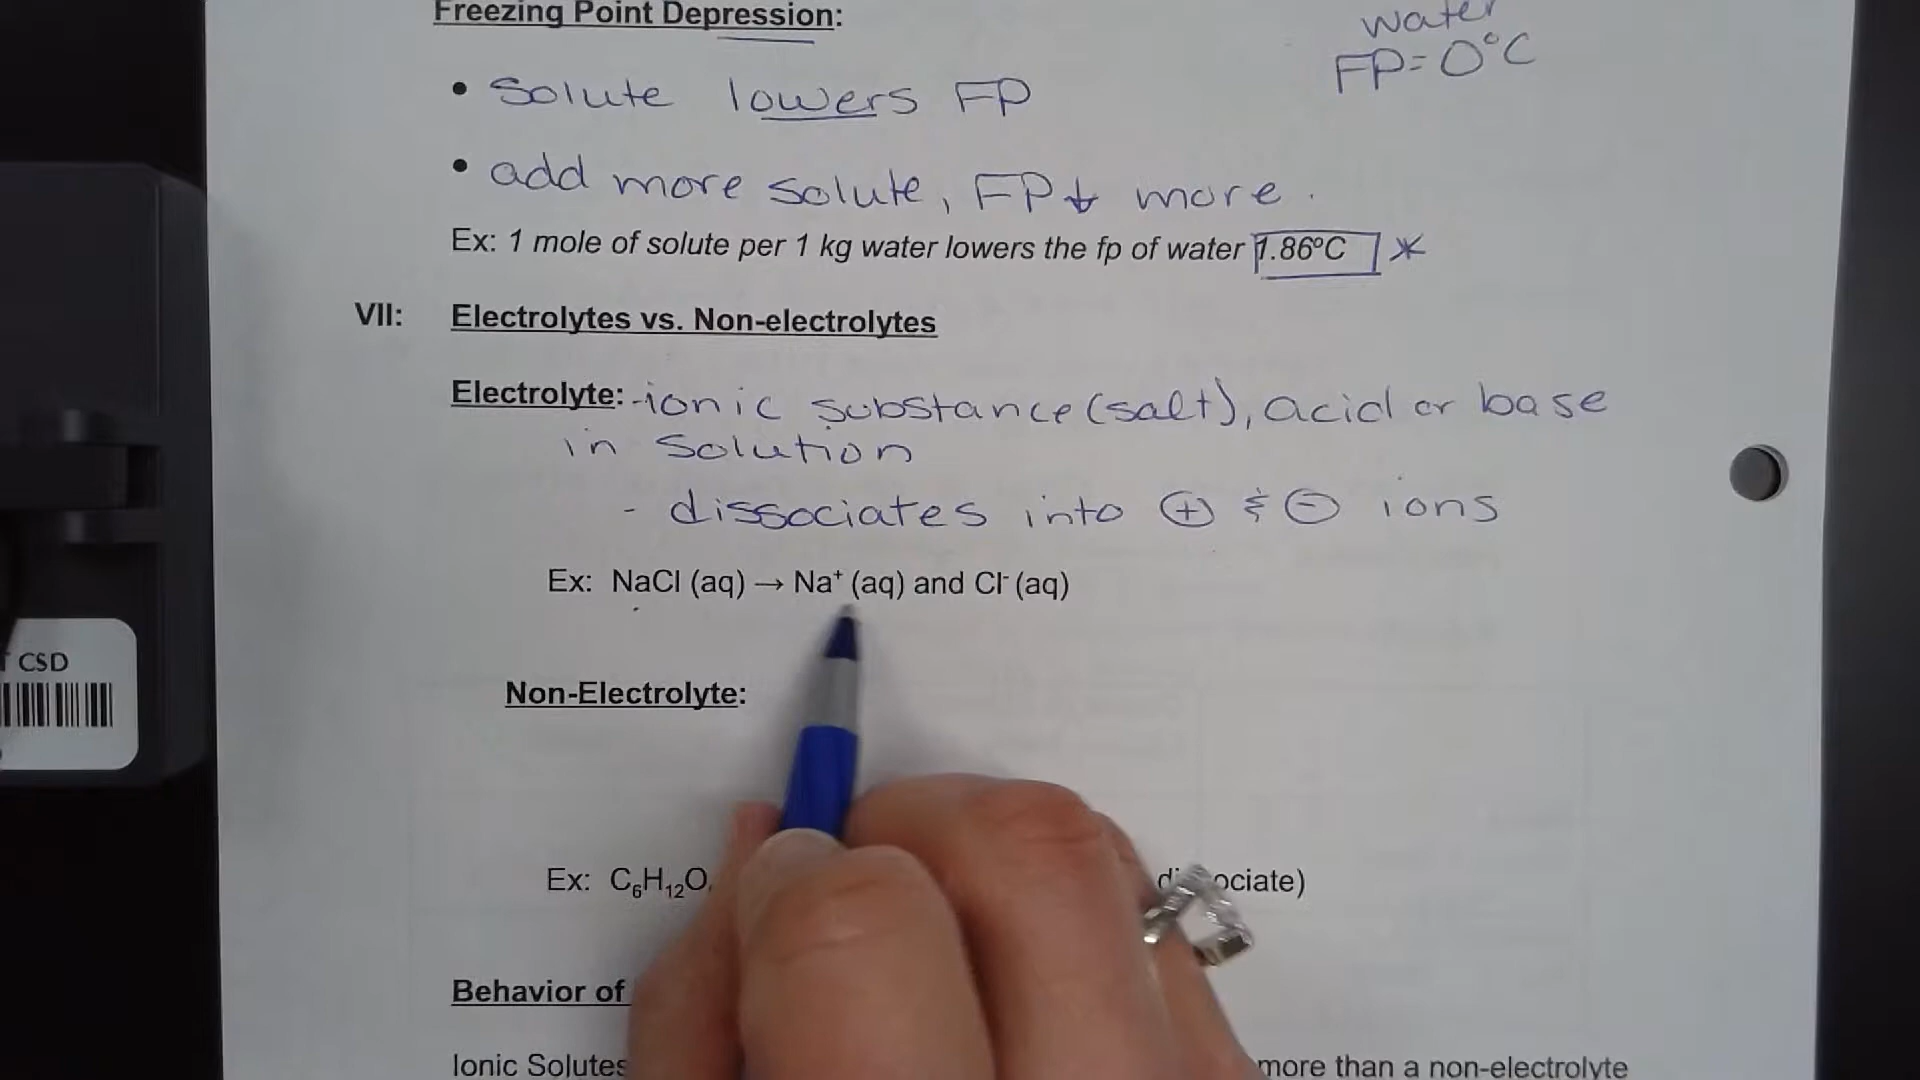 Freezing Point Depression:
water
FP=0°C
• Solute lowers FP
• add more solute, FP↓ more.
Ex: 1 mole of solute per 1 kg water lowers the fp of water 1.86ºC *
VII: Electrolytes vs. Non-electrolytes
Electrolyte: -ionic substance (salt), acid or base
in solution
- dissociates into ⊕ & ⊖ ions
Ex: NaCl (aq) → Na⁺ (aq) and Cl⁻ (aq)
CSD
Non-Electrolyte:
Ex: C₆H₁₂O
Behavior of
Ionic Solutes more than a non-electrolyte